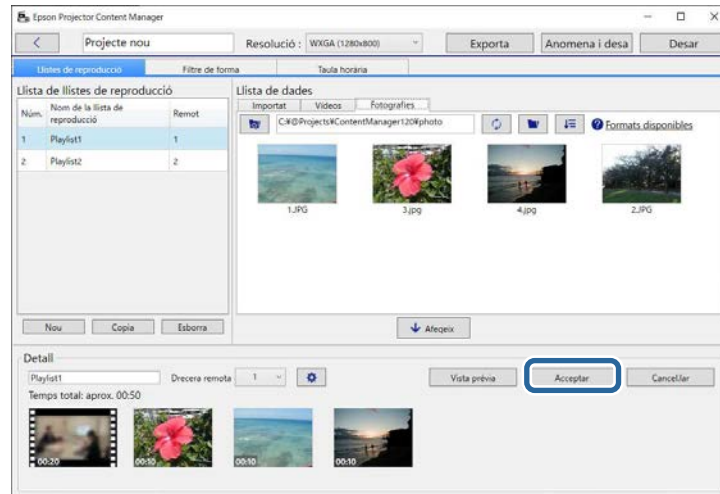 Epson Projector Content Manager
Projecte nou
Resolució : WXGA (1280x800)
Exporta
Anomena i desa
Desar
Llistes de reproducció
Filtre de forma
Taula horària
Llista de llistes de reproducció
Núm. Nom de la llista de reproducció Remot
1 Playlist1 1
2 Playlist2 2
Nou
Copia
Esborra
Llista de dades
Importat
Vídeos
Fotografies
C:¥@Projects¥ContentManager120¥photo
Formats disponibles
1.JPG
3.jpg
4.jpg
2.JPG
Afegeix
Detall
Playlist1
Drecera remota 1
Vista prèvia
Acceptar
Cancel·lar
Temps total: aprox. 00:50
00:20
00:10
00:10
00:10